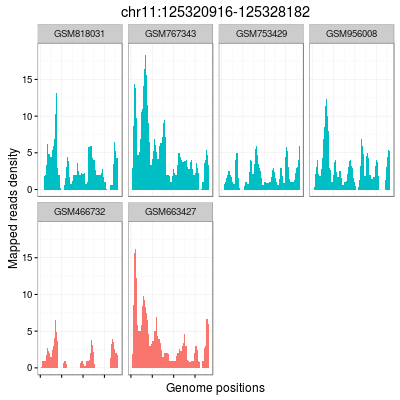 chr11:125320916-125328182
GSM818031 GSM767343 GSM753429 GSM956008
15
10
5
0
GSM466732 GSM663427
15
10
5
0
Mapped reads density
Genome positions